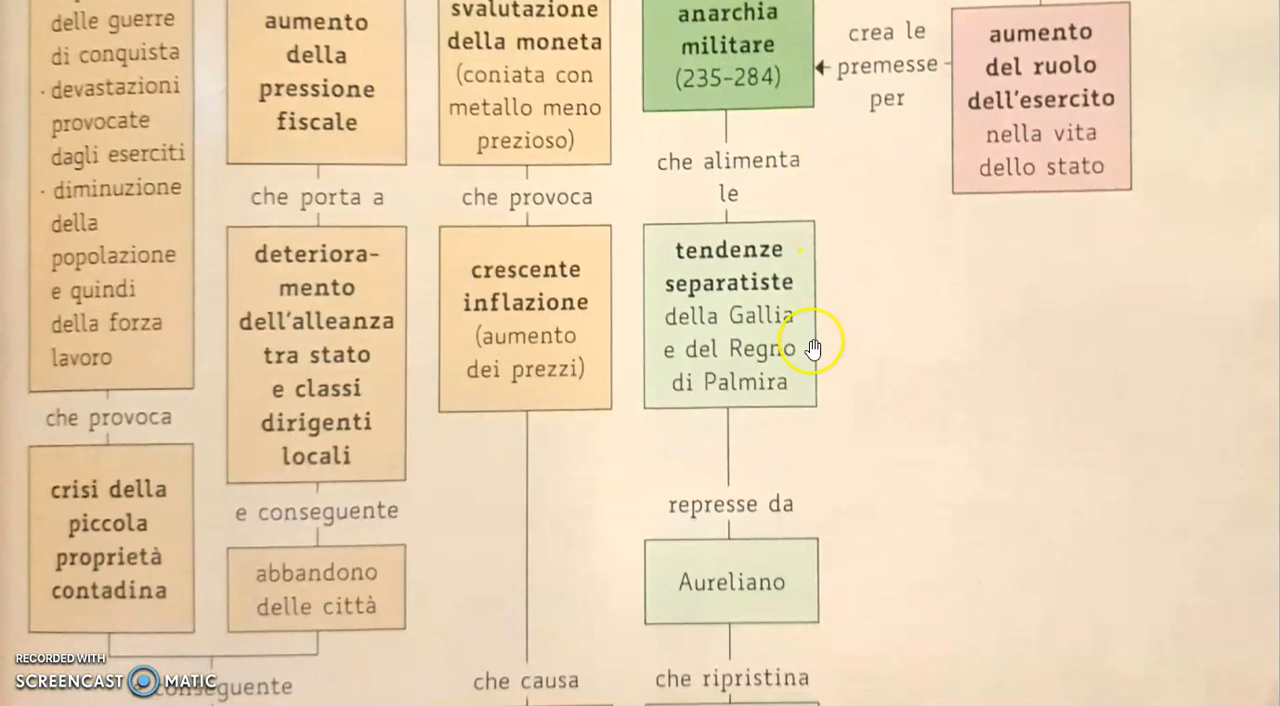 delle guerre
di conquista
· devastazioni
provocate
dagli eserciti
· diminuzione
della
popolazione
e quindi
della forza
lavoro
che provoca
crisi della
piccola
proprietà
contadina
aumento
della
pressione
fiscale
che porta a
deteriora-
mento
dell'alleanza
tra stato
e classi
dirigenti
locali
e conseguente
abbandono
delle città
conseguente
svalutazione
della moneta
(coniata con
metallo meno
prezioso)
che provoca
crescente
inflazione
(aumento
dei prezzi)
che causa
anarchia
militare
(235-284)
che alimenta
le
tendenze
separatiste
della Gallia
e del Regno
di Palmira
represse da
Aureliano
che ripristina
crea le
premesse
per
aumento
del ruolo
dell'esercito
nella vita
dello stato
RECORDED WITH
SCREENCAST MATIC